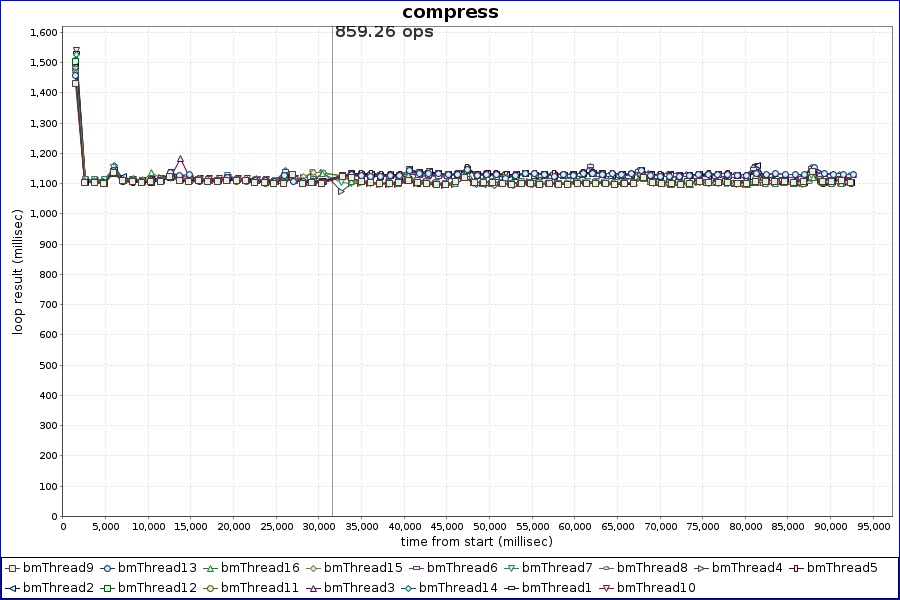 compress
859.26 ops
1,600
1,500
1,400
1,300
1,200
1,100
1,000
900
800
700
600
500
400
300
200
100
0
loop result (millisec)
0 5,000 10,000 15,000 20,000 25,000 30,000 35,000 40,000 45,000 50,000 55,000 60,000 65,000 70,000 75,000 80,000 85,000 90,000 95,000
time from start (millisec)
bmThread9 bmThread13 bmThread16 bmThread15 bmThread6 bmThread7 bmThread8 bmThread4 bmThread5
bmThread2 bmThread12 bmThread11 bmThread3 bmThread14 bmThread1 bmThread10